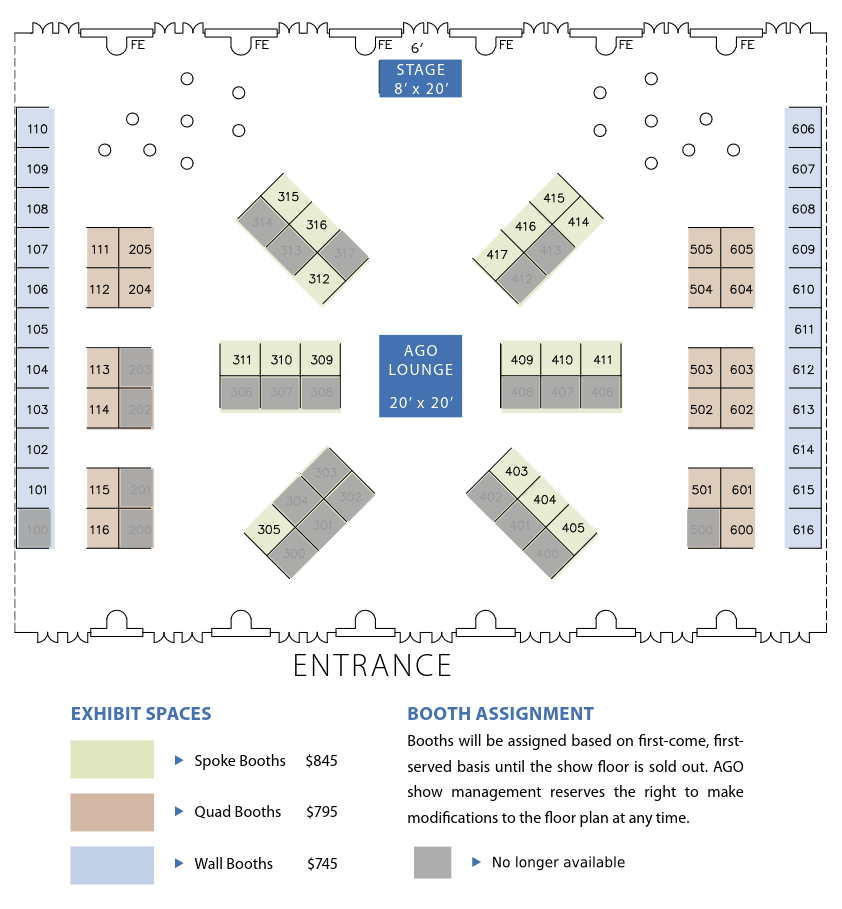 FE FE FE FE FE FE
6′
STAGE
8′ x 20′
110 606
109 607
108 608
315 415
314 316 416 414
107 111 205 313 317 417 413 505 605 609
312 412
106 112 204 504 604 610
105 611
AGO
311 310 309 409 410 411
104 113 203 LOUNGE 503 603 612
306 307 308 408 407 406
20′ x 20′
103 114 202 502 602 613
102 614
303 403
101 115 201 304 302 402 404 501 601 615
100 116 200 305 301 401 405 500 600 616
300 400
ENTRANCE
EXHIBIT SPACES
Spoke Booths $845
Quad Booths $795
Wall Booths $745
BOOTH ASSIGNMENT
Booths will be assigned based on first-come, first-
served basis until the show floor is sold out. AGO
show management reserves the right to make
modifications to the floor plan at any time.
No longer available